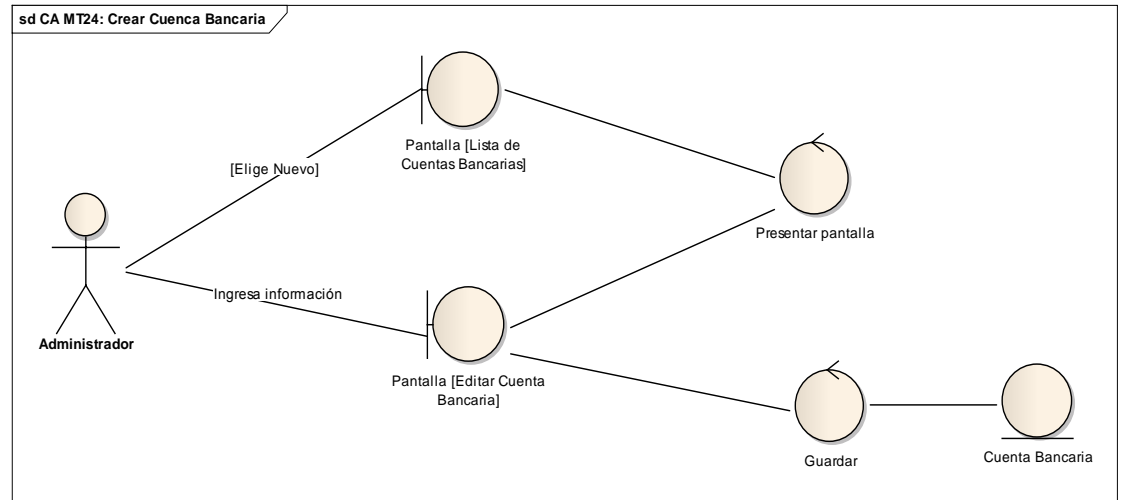 sd CA MT24: Crear Cuenca Bancaria
Pantalla [Lista de
Cuentas Bancarias]
[Elige Nuevo]
Presentar pantalla
Ingresa información
Administrador
Pantalla [Editar Cuenta
Bancaria]
Guardar
Cuenta Bancaria